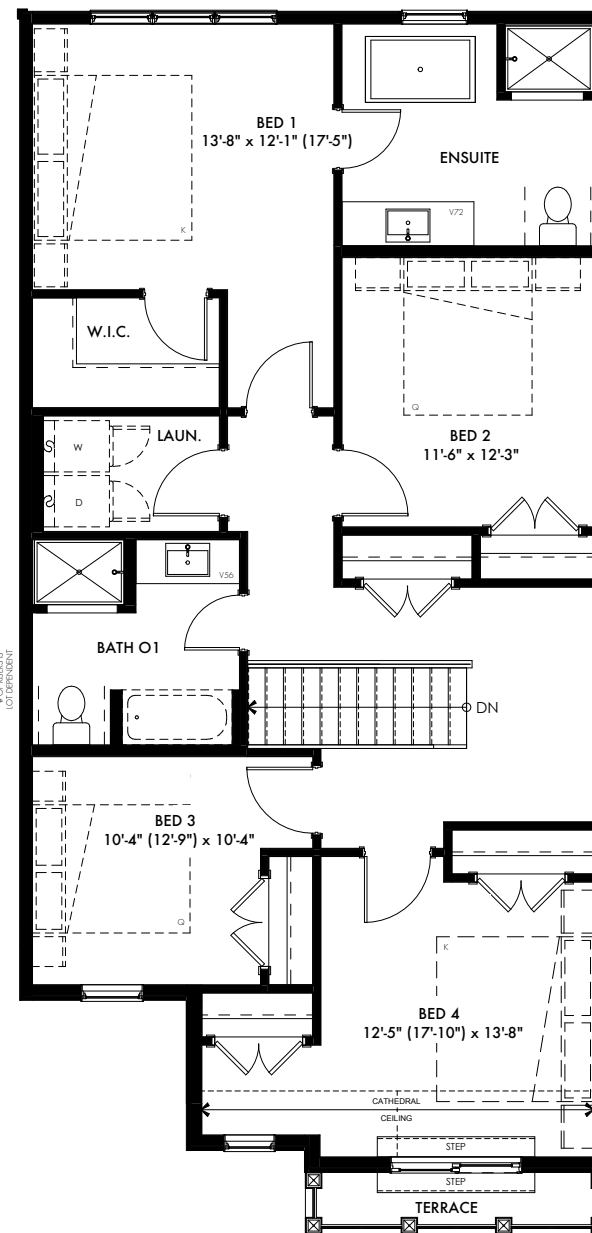 BED 1
13'-8" x 12'-1" (17'-5")
K
ENSUITE
V72
W.I.C.
Q
BED 2
11'-6" x 12'-3"
LAUN.
W
D
V56
BATH O1
LOT DEPENDENT
DN
BED 3
10'-4" (12'-9") x 10'-4"
Q
K
BED 4
12'-5" (17'-10") x 13'-8"
CATHEDRAL
CEILING
STEP
STEP
TERRACE